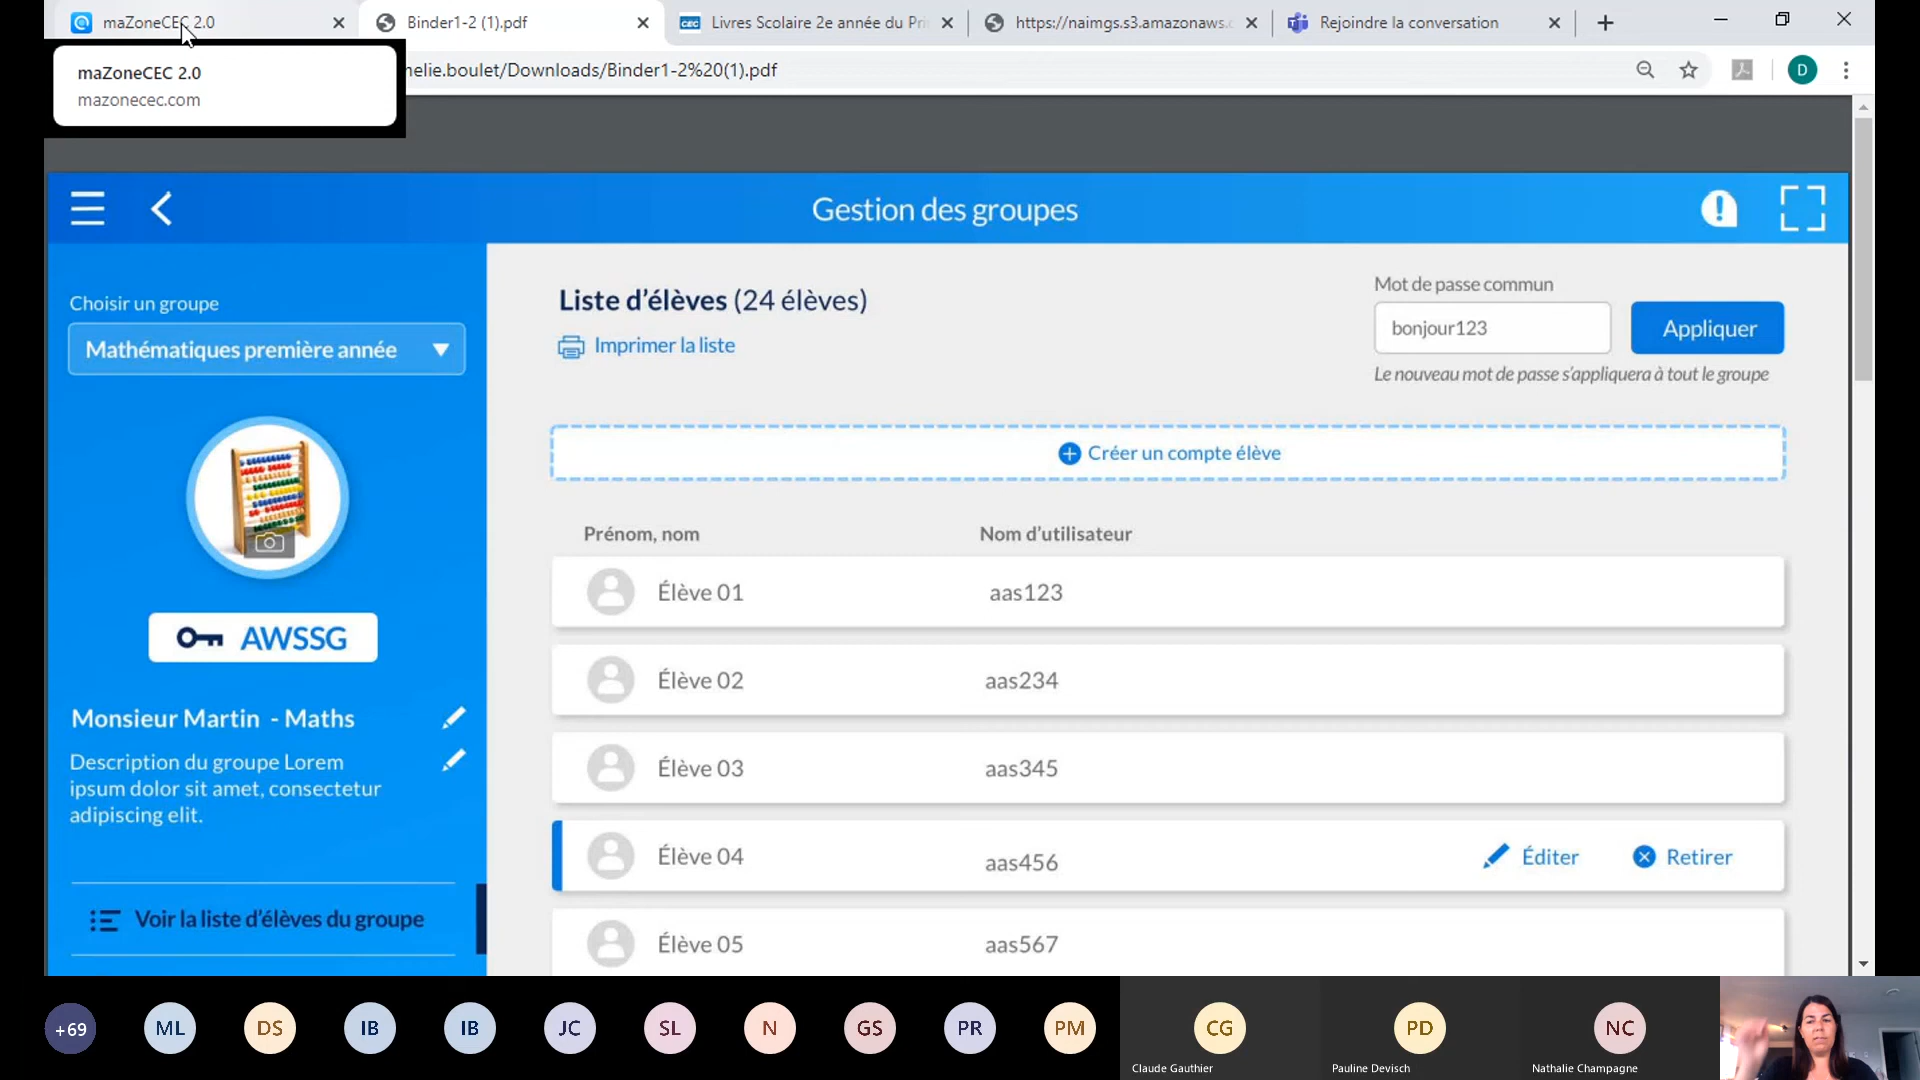 maZoneCEC 2.0
Binder1-2 (1).pdf
CEC
Livres Scolaire 2e année du Pri
https://naimgs.s3.amazonaws.c
Rejoindre la conversation
maZoneCEC 2.0
mazonecec.com
nelie.boulet/Downloads/Binder1-2%20(1).pdf
D
Gestion des groupes
Choisir un groupe
Mathématiques première année
AWSSG
Monsieur Martin - Maths
Description du groupe Lorem
ipsum dolor sit amet, consectetur
adipiscing elit.
Voir la liste d'élèves du groupe
Liste d'élèves (24 élèves)
Imprimer la liste
Mot de passe commun
bonjour123
Appliquer
Le nouveau mot de passe s'appliquera à tout le groupe
Créer un compte élève
Prénom, nom
Nom d'utilisateur
Élève 01
aas123
Élève 02
aas234
Élève 03
aas345
Élève 04
aas456
Éditer
Retirer
Élève 05
aas567
+69
ML
DS
IB
IB
JC
SL
N
GS
PR
PM
CG
Claude Gauthier
PD
Pauline Devisch
NC
Nathalie Champagne